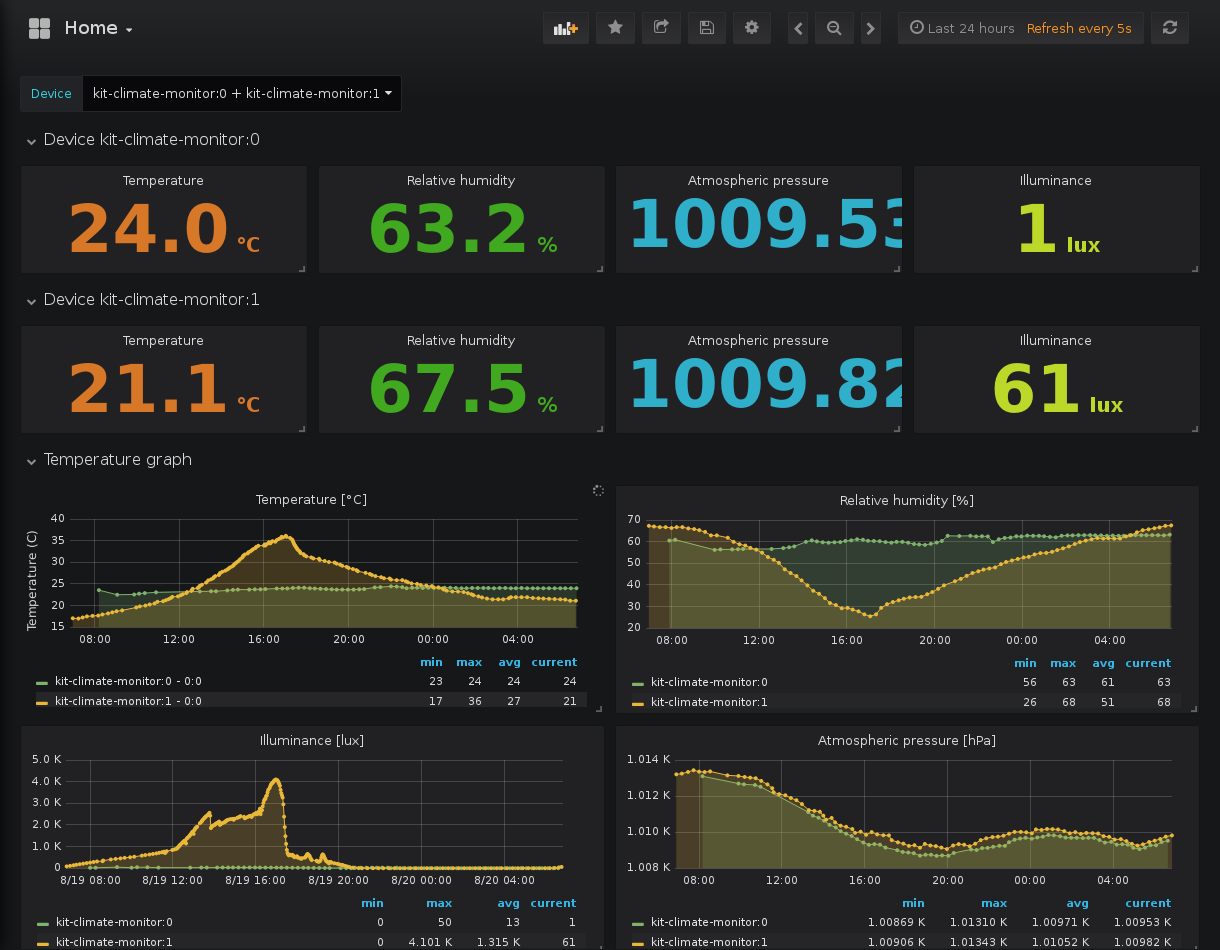 Home
Last 24 hours Refresh every 5s
Device kit-climate-monitor:0 + kit-climate-monitor:1
Device kit-climate-monitor:0
Temperature Relative humidity Atmospheric pressure Illuminance
24.0 °C 63.2 % 1009.53 1 lux
Device kit-climate-monitor:1
Temperature Relative humidity Atmospheric pressure Illuminance
21.1 °C 67.5 % 1009.82 61 lux
Temperature graph
Temperature [°C]
Temperature (C)
40
35
30
25
20
15
08:00 12:00 16:00 20:00 00:00 04:00
min max avg current
kit-climate-monitor:0 - 0:0 23 24 24 24
kit-climate-monitor:1 - 0:0 17 36 27 21
Relative humidity [%]
70
60
50
40
30
20
08:00 12:00 16:00 20:00 00:00 04:00
min max avg current
kit-climate-monitor:0 56 63 61 63
kit-climate-monitor:1 26 68 51 68
Illuminance [lux]
5.0 K
4.0 K
3.0 K
2.0 K
1.0 K
0
8/19 08:00 8/19 12:00 8/19 16:00 8/19 20:00 8/20 00:00 8/20 04:00
min max avg current
kit-climate-monitor:0 0 50 13 1
kit-climate-monitor:1 0 4.101 K 1.315 K 61
Atmospheric pressure [hPa]
1.014 K
1.012 K
1.010 K
1.008 K
08:00 12:00 16:00 20:00 00:00 04:00
min max avg current
kit-climate-monitor:0 1.00869 K 1.01310 K 1.00971 K 1.00953 K
kit-climate-monitor:1 1.00906 K 1.01343 K 1.01052 K 1.00982 K